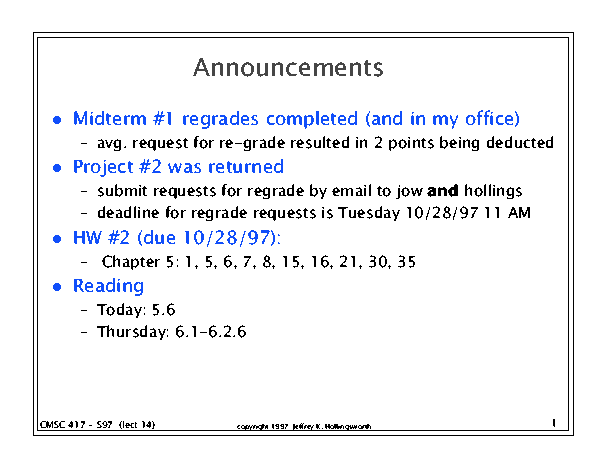 Announcements
● Midterm #1 regrades completed (and in my office)
– avg. request for re-grade resulted in 2 points being deducted
● Project #2 was returned
– submit requests for regrade by email to jow and hollings
– deadline for regrade requests is Tuesday 10/28/97 11 AM
● HW #2 (due 10/28/97):
– Chapter 5: 1, 5, 6, 7, 8, 15, 16, 21, 30, 35
● Reading
– Today: 5.6
– Thursday: 6.1-6.2.6
CMSC 417 - S97 (lect 14)
copyright 1997 Jeffrey K. Hollingsworth
1